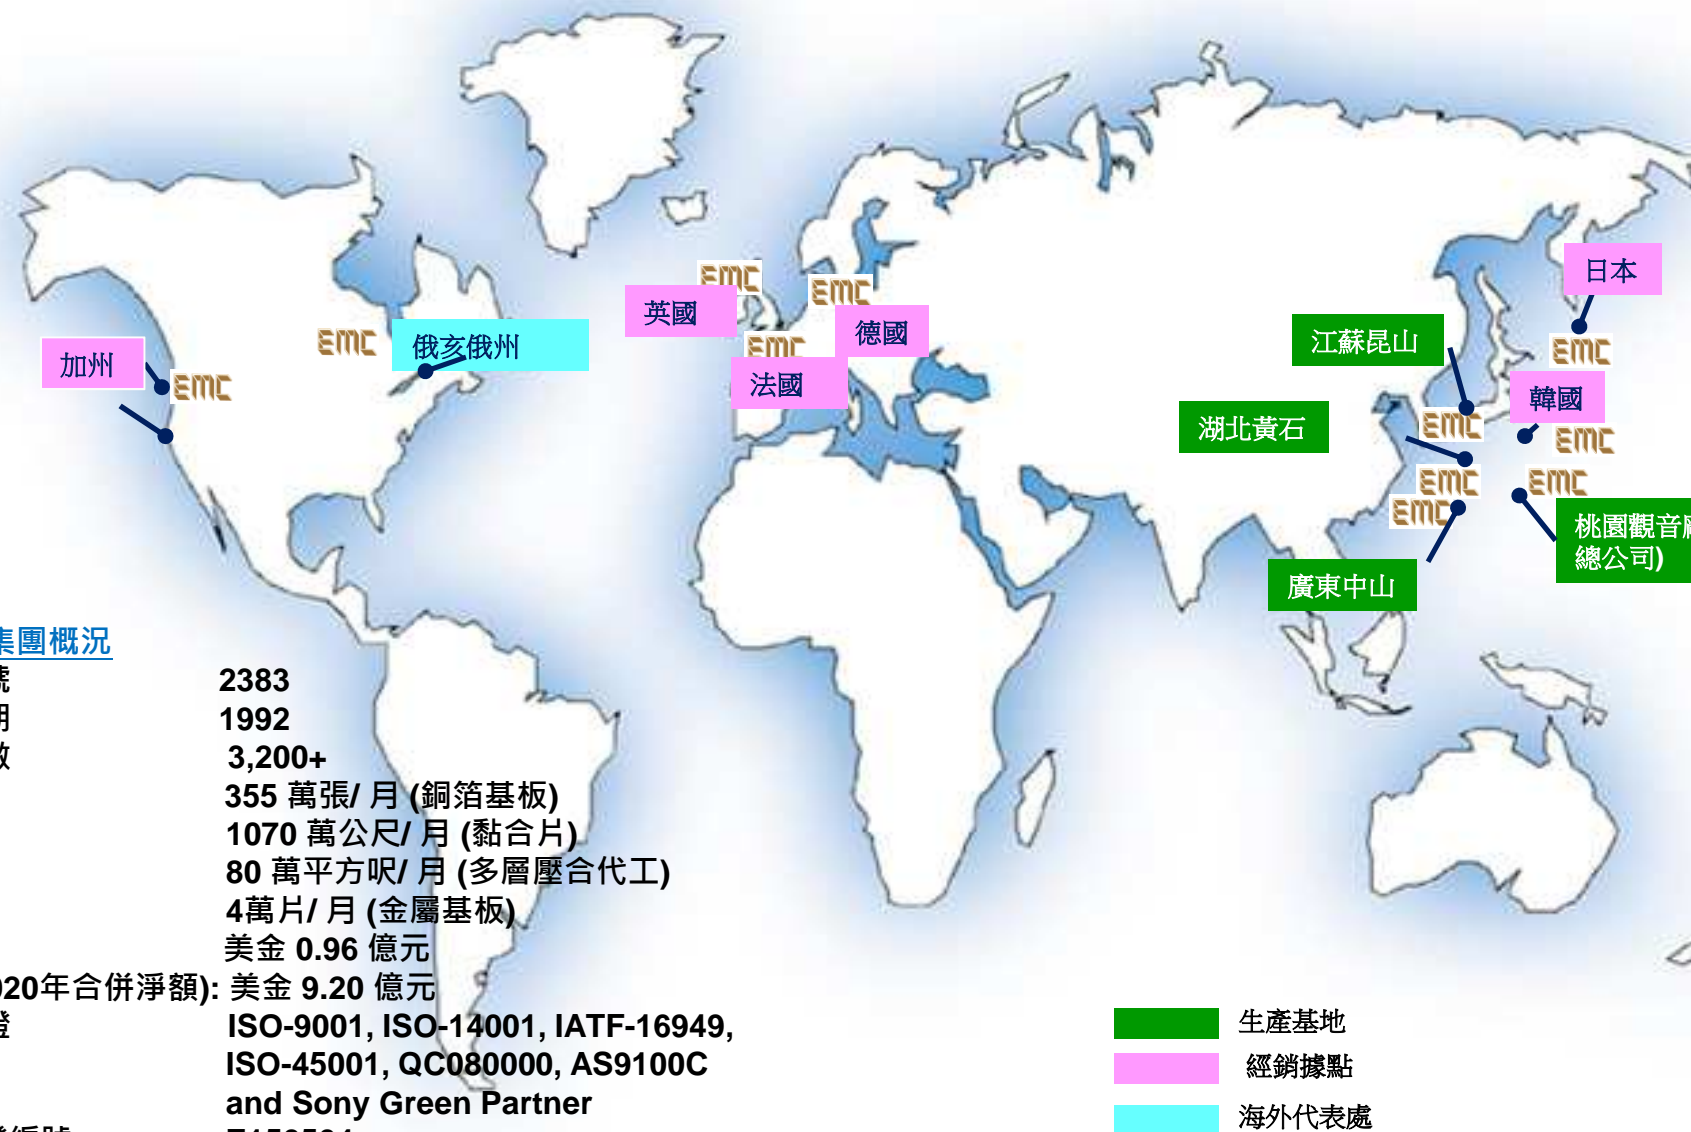 EMC
日本
英國
EMC
德國
EMC
俄亥俄州
EMC
江蘇昆山
EMC
加州
EMC
法國
韓國
湖北黃石
EMC
EMC
EMC
EMC
EMC
桃園觀音
總公司)
廣東中山
集團概況
2383
1992
3,200+
355 萬張/ 月 (銅箔基板)
1070 萬公尺/ 月 (黏合片)
80 萬平方呎/ 月 (多層壓合代工)
4萬片/ 月 (金屬基板)
美金 0.96 億元
020年合併淨額): 美金 9.20 億元
ISO-9001, ISO-14001, IATF-16949,
ISO-45001, QC080000, AS9100C
and Sony Green Partner
生產基地
經銷據點
海外代表處